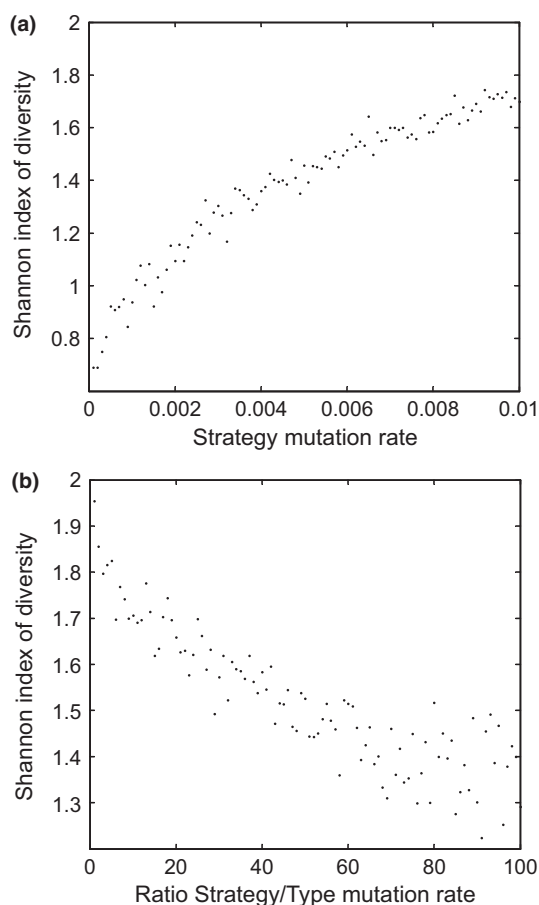 (a)
2
1.8
1.6
1.4
1.2
1
0.8
Shannon index of diversity
0 0.002 0.004 0.006 0.008 0.01
Strategy mutation rate
(b)
2
1.9
1.8
1.7
1.6
1.5
1.4
1.3
Shannon index of diversity
0 20 40 60 80 100
Ratio Strategy/Type mutation rate